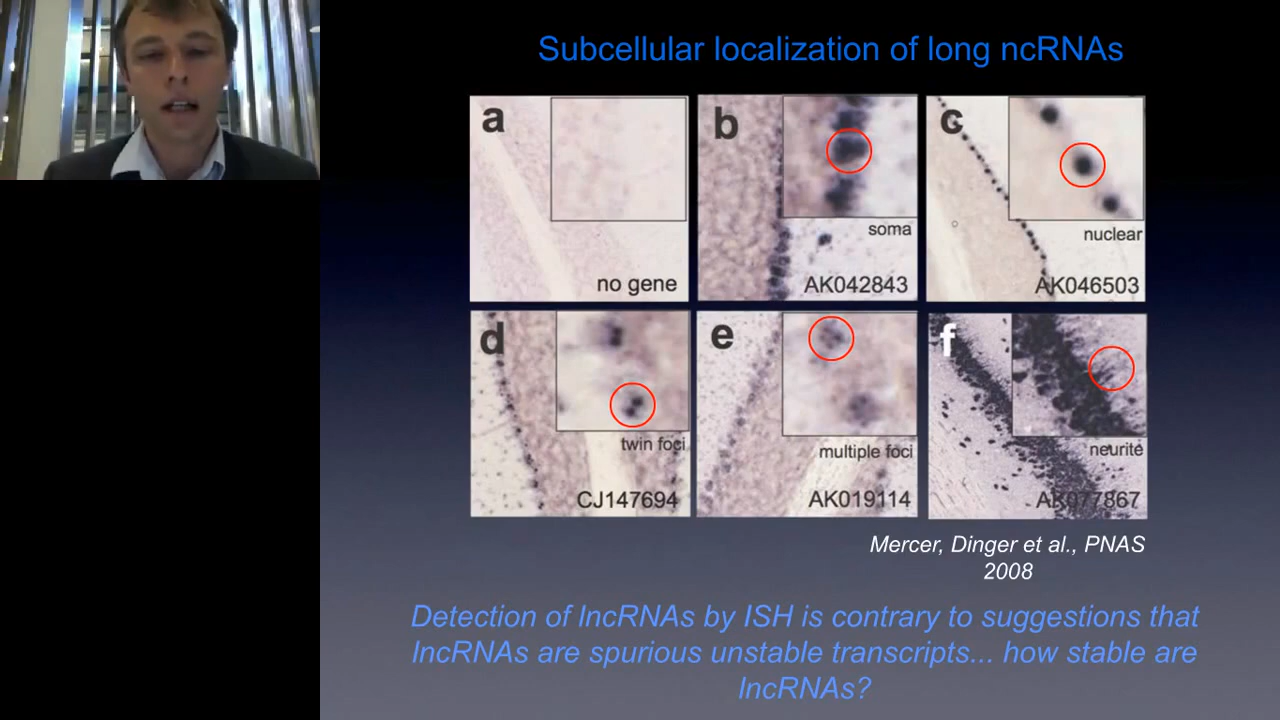 Subcellular localization of long ncRNAs
a
no gene
b
soma
AK042843
c
nuclear
AK046503
d
twin foci
CJ147694
e
multiple foci
AK019114
f
neurite
AK077867
Mercer, Dinger et al., PNAS
2008
Detection of lncRNAs by ISH is contrary to suggestions that
lncRNAs are spurious unstable transcripts... how stable are
lncRNAs?